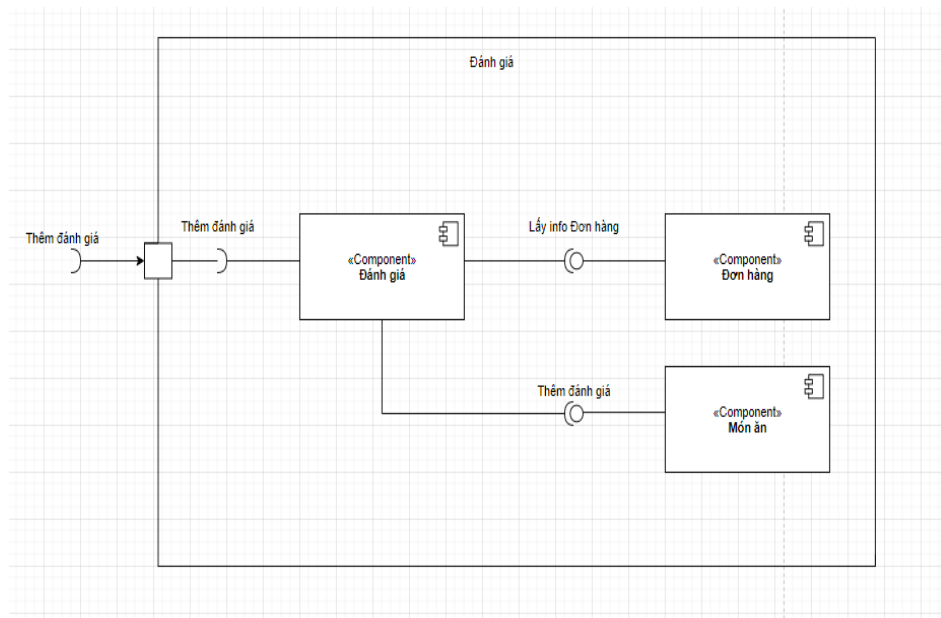 Đánh giá
Thêm đánh giá
Thêm đánh giá
Lấy info Đơn hàng
«Component»
Đánh giá
«Component»
Đơn hàng
Thêm đánh giá
«Component»
Món ăn